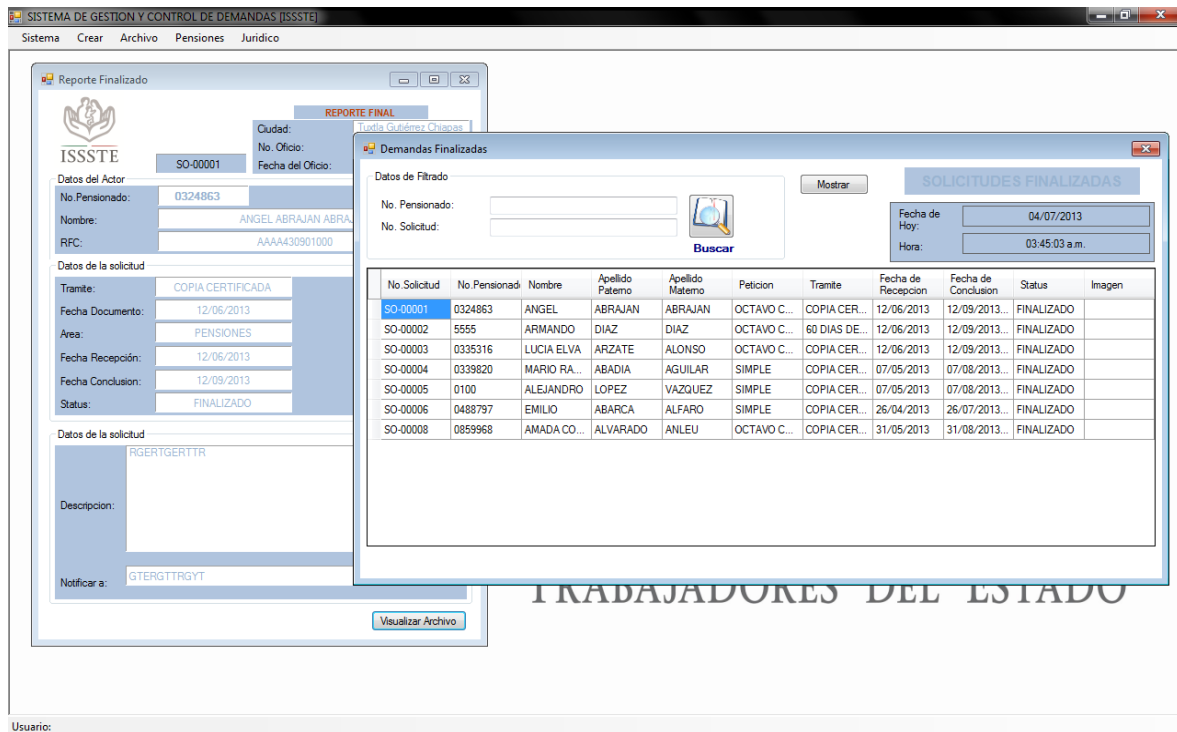 SISTEMA DE GESTION Y CONTROL DE DEMANDAS [ISSSTE]
Sistema Crear Archivo Pensiones Juridico
Reporte Finalizado
REPORTE FINAL
ISSSTE
SO-00001
Ciudad: Tuxtla Gutiérrez Chiapas
No. Oficio:
Fecha del Oficio:
Datos del Actor
No.Pensionado: 0324863
Nombre: ANGEL ABRAJAN ABRA
RFC: AAAA430901000
Datos de la solicitud
Tramite: COPIA CERTIFICADA
Fecha Documento: 12/06/2013
Area: PENSIONES
Fecha Recepción: 12/06/2013
Fecha Conclusion: 12/09/2013
Status: FINALIZADO
Datos de la solicitud
Descripcion: RGERTGERTTR
Notificar a: GTERGTTRGYT
Visualizar Archivo
Demandas Finalizadas
Datos de Filtrado
No. Pensionado:
No. Solicitud:
Buscar
Mostrar
SOLICITUDES FINALIZADAS
Fecha de Hoy: 04/07/2013
Hora: 03:45:03 a.m.
No.Solicitud No.Pensionado Nombre Apellido Paterno Apellido Materno Peticion Tramite Fecha de Recepcion Fecha de Conclusion Status Imagen
SO-00001 0324863 ANGEL ABRAJAN ABRAJAN OCTAVO C... COPIA CER... 12/06/2013 12/09/2013... FINALIZADO
SO-00002 5555 ARMANDO DIAZ DIAZ OCTAVO C... 60 DIAS DE... 12/06/2013 12/09/2013... FINALIZADO
SO-00003 0335316 LUCIA ELVA ARZATE ALONSO OCTAVO C... COPIA CER... 12/06/2013 12/09/2013... FINALIZADO
SO-00004 0339820 MARIO RA... ABADIA AGUILAR SIMPLE COPIA CER... 07/05/2013 07/08/2013... FINALIZADO
SO-00005 0100 ALEJANDRO LOPEZ VAZQUEZ SIMPLE COPIA CER... 07/05/2013 07/08/2013... FINALIZADO
SO-00006 0488797 EMILIO ABARCA ALFARO SIMPLE COPIA CER... 26/04/2013 26/07/2013... FINALIZADO
SO-00008 0859968 AMADA CO... ALVARADO ANLEU OCTAVO C... COPIA CER... 31/05/2013 31/08/2013... FINALIZADO
TRABAJADORES DEL ESTADO
Usuario: